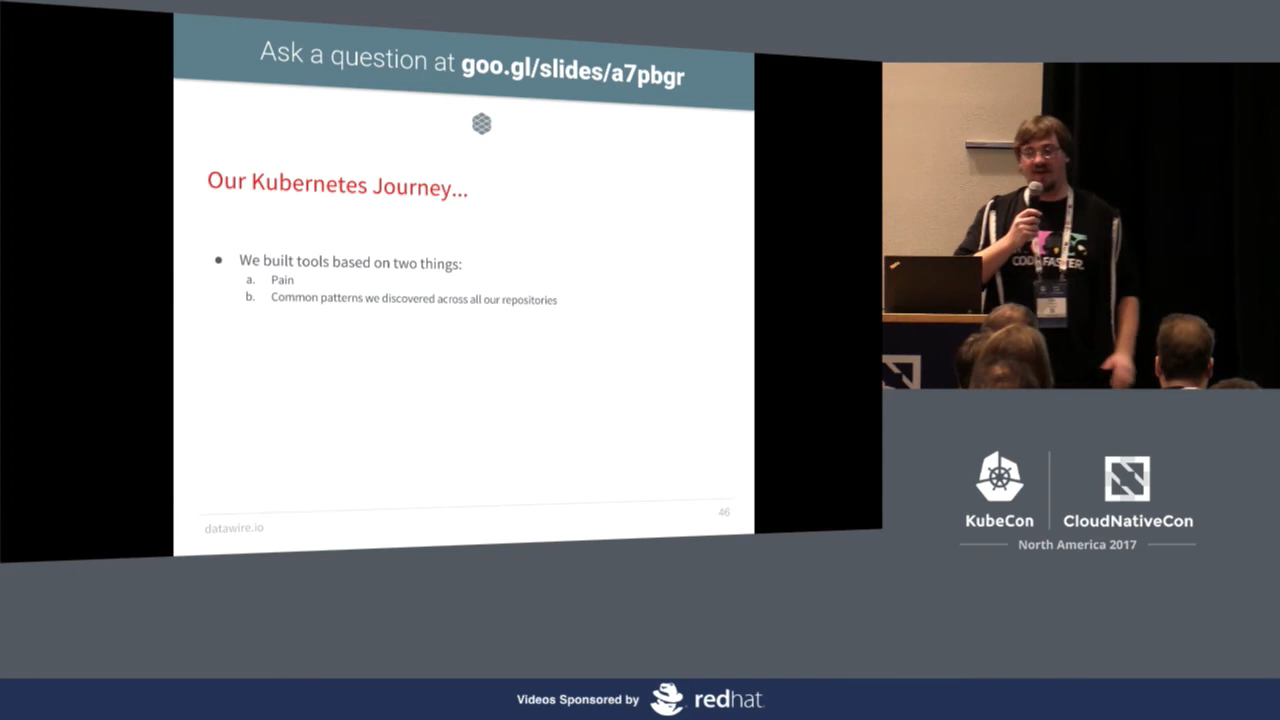 Ask a question at goo.gl/slides/a7pbgr
Our Kubernetes Journey...
● We built tools based on two things:
a. Pain
b. Common patterns we discovered across all our repositories
datawire.io
46
CODE FASTER
KubeCon
CloudNativeCon
North America 2017
Videos Sponsored by
redhat